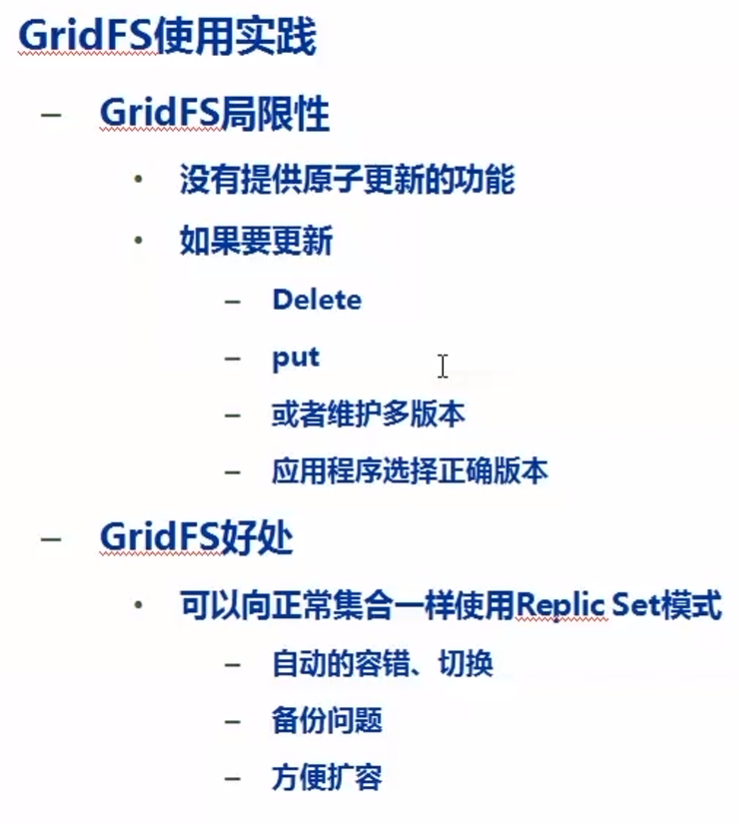 GridFS使用实践
– GridFS局限性
• 没有提供原子更新的功能
• 如果要更新
– Delete
– put
– 或者维护多版本
– 应用程序选择正确版本
– GridFS好处
• 可以向正常集合一样使用Replic Set模式
– 自动的容错、切换
– 备份问题
– 方便扩容